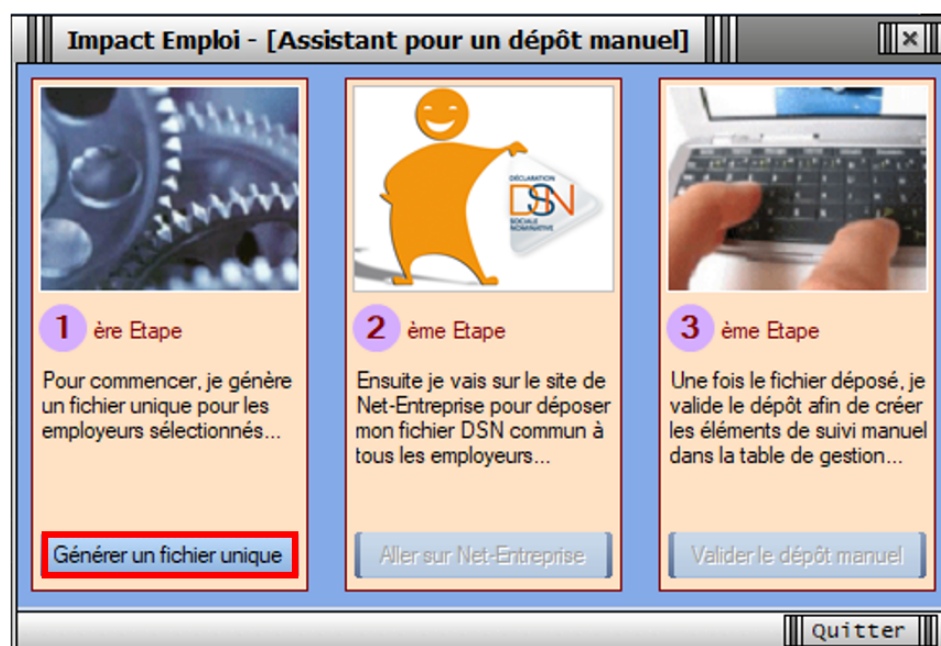 Impact Emploi - [Assistant pour un dépôt manuel]
DÉCLARATION
DSN
SOCIALE
NOMINATIVE
1 ère Etape
Pour commencer, je génère
un fichier unique pour les
employeurs sélectionnés...
Générer un fichier unique
2 ème Etape
Ensuite je vais sur le site de
Net-Entreprise pour déposer
mon fichier DSN commun à
tous les employeurs...
Aller sur Net-Entreprise
3 ème Etape
Une fois le fichier déposé, je
valide le dépôt afin de créer
les éléments de suivi manuel
dans la table de gestion...
Valider le dépôt manuel
Quitter